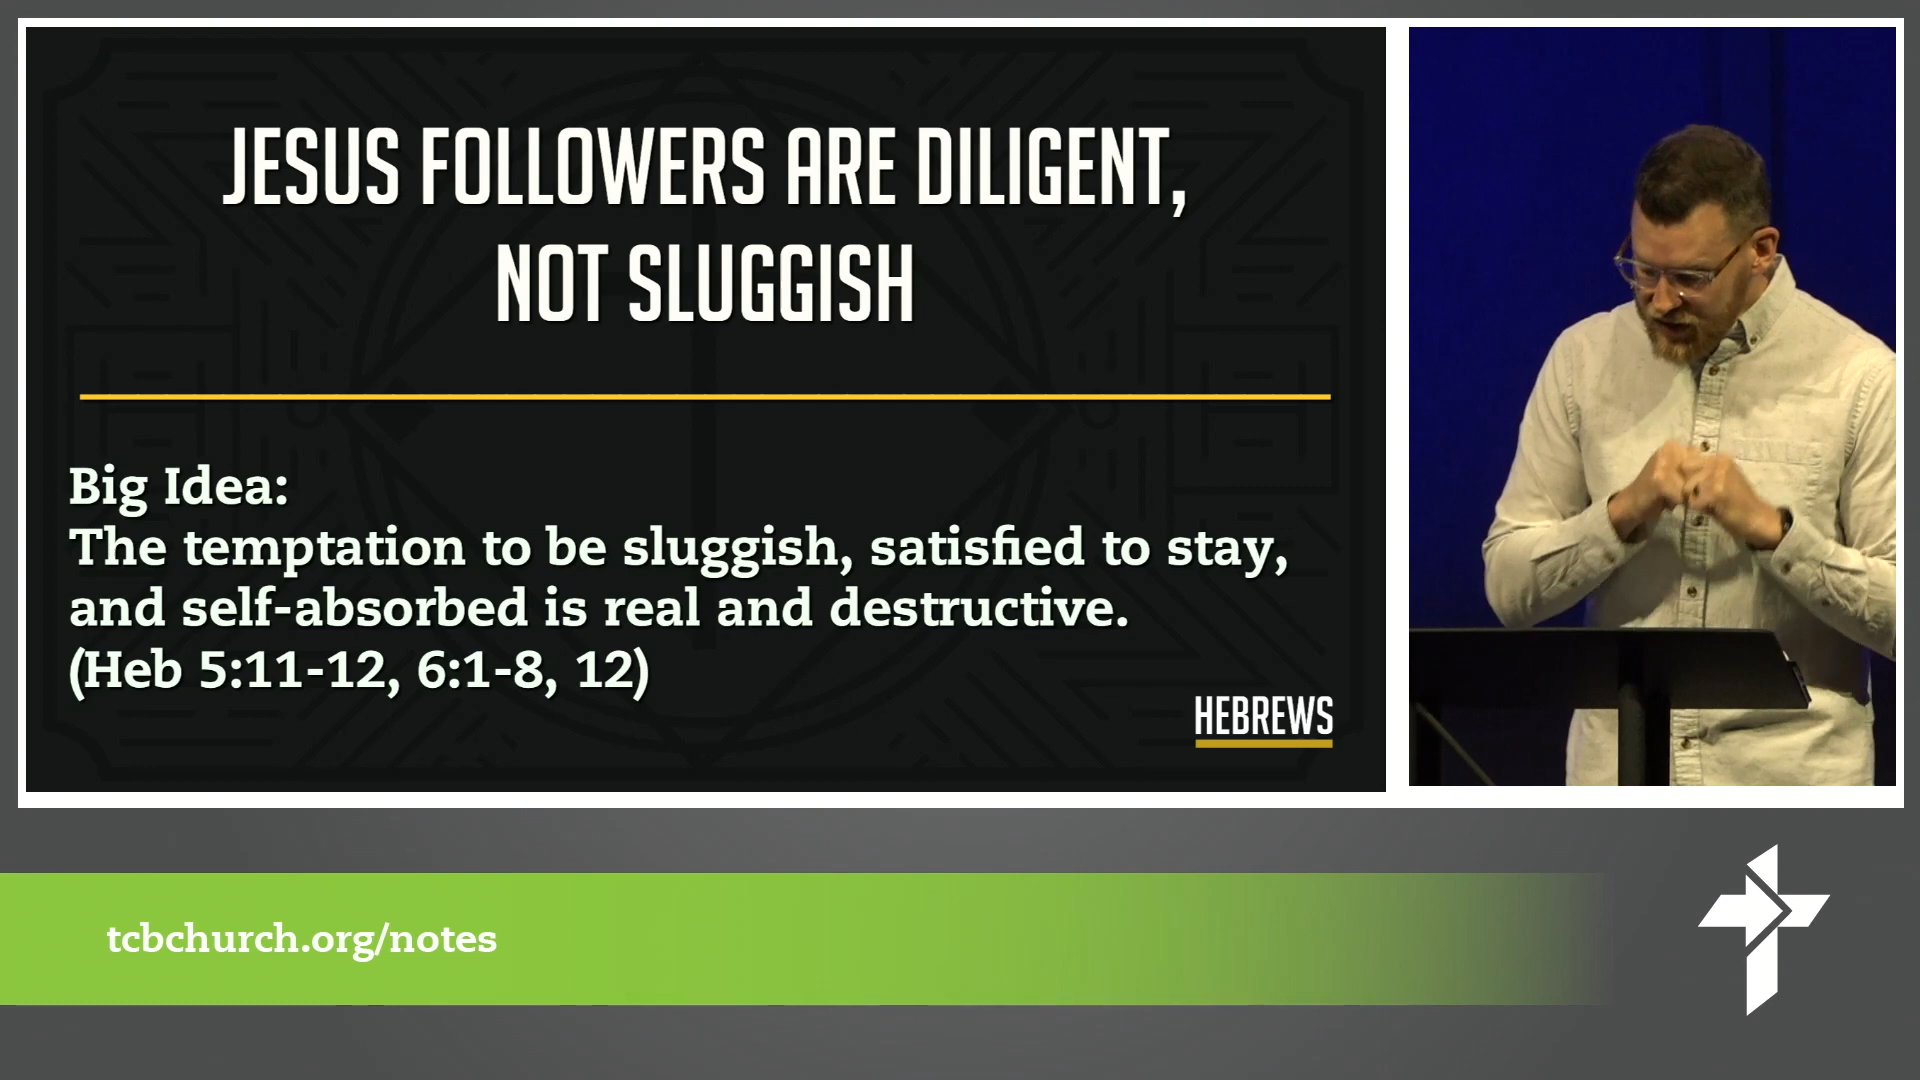 JESUS FOLLOWERS ARE DILIGENT,
NOT SLUGGISH
Big Idea:
The temptation to be sluggish, satisfied to stay,
and self-absorbed is real and destructive.
(Heb 5:11-12, 6:1-8, 12)
HEBREWS
tcbchurch.org/notes